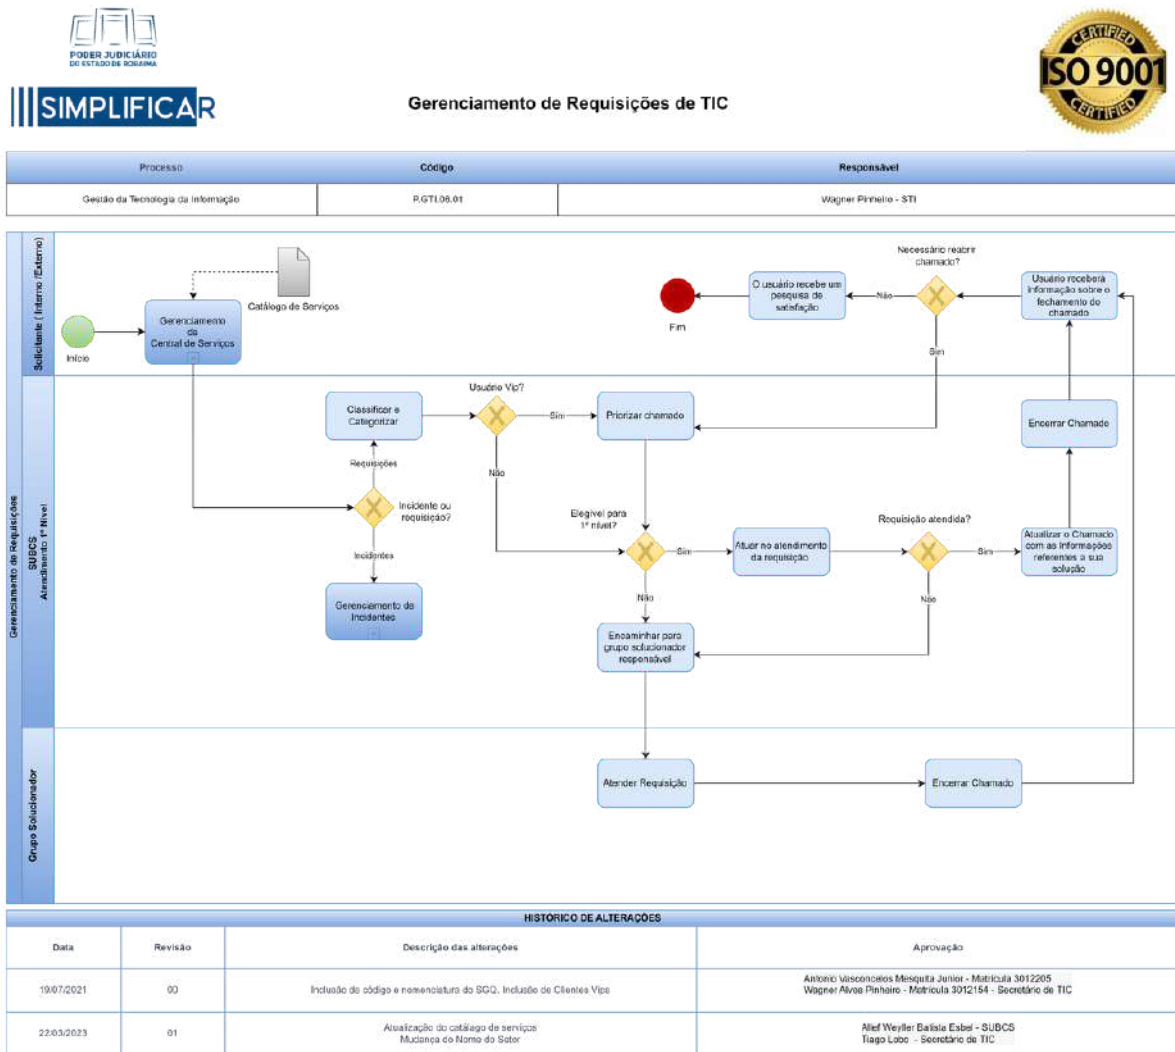 PODER JUDICIÁRIO
DO ESTADO DE RORAIMA
SIMPLIFICAR
Gerenciamento de Requisições de TIC
CERTIFIED
ISO 9001
CERTIFIED
Processo
Código
Responsável
Gestão da Tecnologia da Informação
P.GTI.06.01
Wagner Pinheiro - STI
Gerenciamento de Requisições
Solicitante ( Interno /Externo)
Início
Gerenciamento
da
Central de Serviços
Catálogo de Serviços
Fim
O usuário recebe um
pesquisa de
satisfação
Não
Necessário reabrir
chamado?
Sim
Usuário receberá
informação sobre o
fechamento do
chamado
SUBCS
Atendimento 1º Nível
Classificar e
Categorizar
Requisições
Incidente ou
requisição?
Incidentes
Gerenciamento de
Incidentes
Usuário Vip?
Sim
Não
Priorizar chamado
Elegível para
1º nível?
Sim
Não
Atuar no atendimento
da requisição
Requisição atendida?
Sim
Não
Atualizar o Chamado
com as informações
referentes a sua
solução
Encerrar Chamado
Encaminhar para
grupo solucionador
responsável
Grupo Solucionador
Atender Requisição
Encerrar Chamado
HISTÓRICO DE ALTERAÇÕES
Data
Revisão
Descrição das alterações
Aprovação
19/07/2021
00
Inclusão de código e nomenclatura do SGQ. Inclusão de Clientes Vips
Antonio Vasconcelos Mesquita Junior - Matrícula 3012205
Wagner Alves Pinheiro - Matrícula 3012154 - Secretário de TIC
22/03/2023
01
Atualização do catálago de serviços
Mudança do Nome do Setor
Allef Weyller Batista Esbel - SUBCS
Tiago Lobo - Secretário de TIC